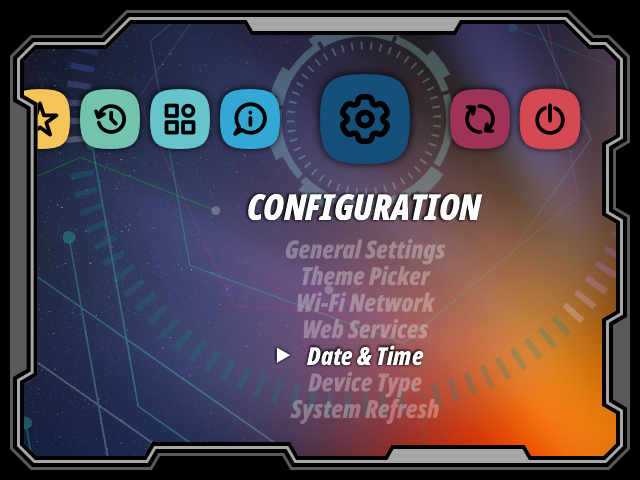 CONFIGURATION
General Settings
Theme Picker
Wi-Fi Network
Web Services
Date & Time
Device Type
System Refresh